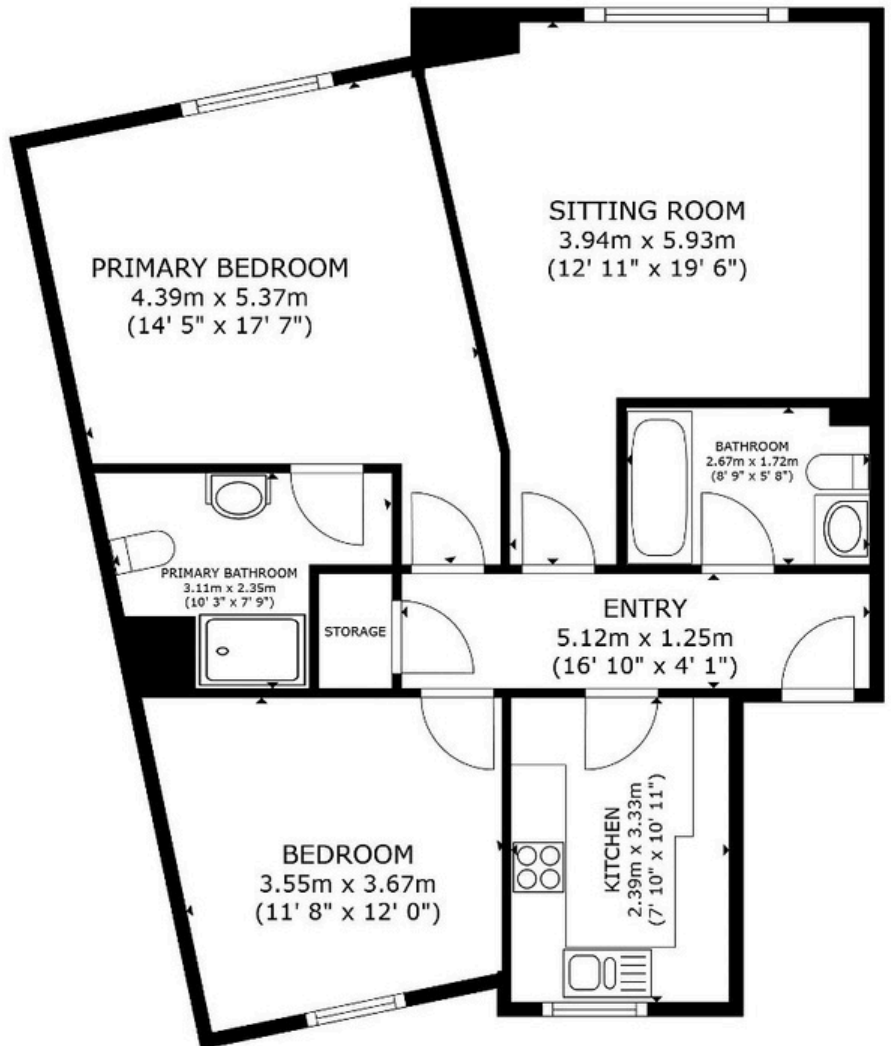 SITTING ROOM
3.94m x 5.93m
(12' 11" x 19' 6")
PRIMARY BEDROOM
4.39m x 5.37m
(14' 5" x 17' 7")
BATHROOM
2.67m x 1.72m
(8' 9" x 5' 8")
PRIMARY BATHROOM
3.11m x 2.35m
(10' 3" x 7' 9")
STORAGE
ENTRY
5.12m x 1.25m
(16' 10" x 4' 1")
BEDROOM
3.55m x 3.67m
(11' 8" x 12' 0")
KITCHEN
2.39m x 3.33m
(7' 10" x 10' 11")